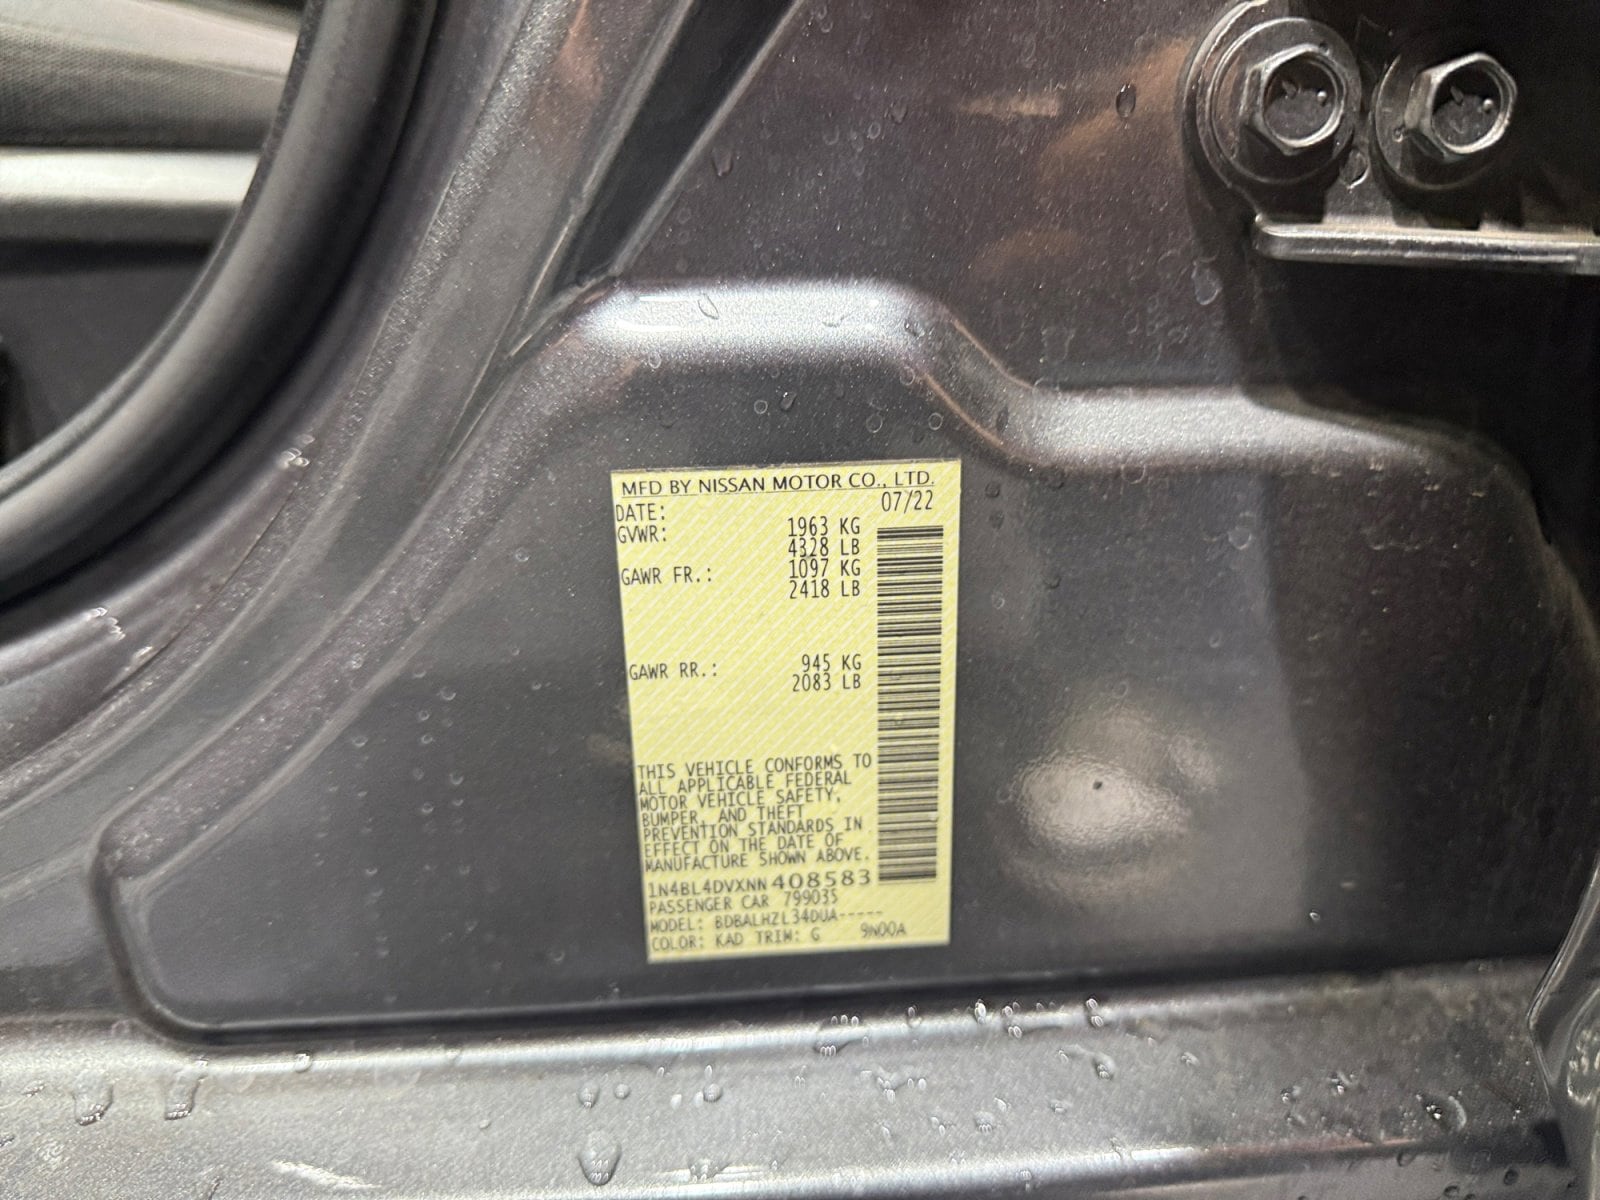 MFD BY NISSAN MOTOR CO., LTD.
DATE: 07/22
GVWR: 1963 KG
4328 LB
GAWR FR.: 1097 KG
2418 LB
GAWR RR.: 945 KG
2083 LB
THIS VEHICLE CONFORMS TO
ALL APPLICABLE FEDERAL
MOTOR VEHICLE SAFETY,
BUMPER, AND THEFT
PREVENTION STANDARDS IN
EFFECT ON THE DATE OF
MANUFACTURE SHOWN ABOVE.
1N4BL4DVXNN408583
PASSENGER CAR 799035
MODEL: BDBALHZL34DUA-----
COLOR: KAD TRIM: G 9N00A